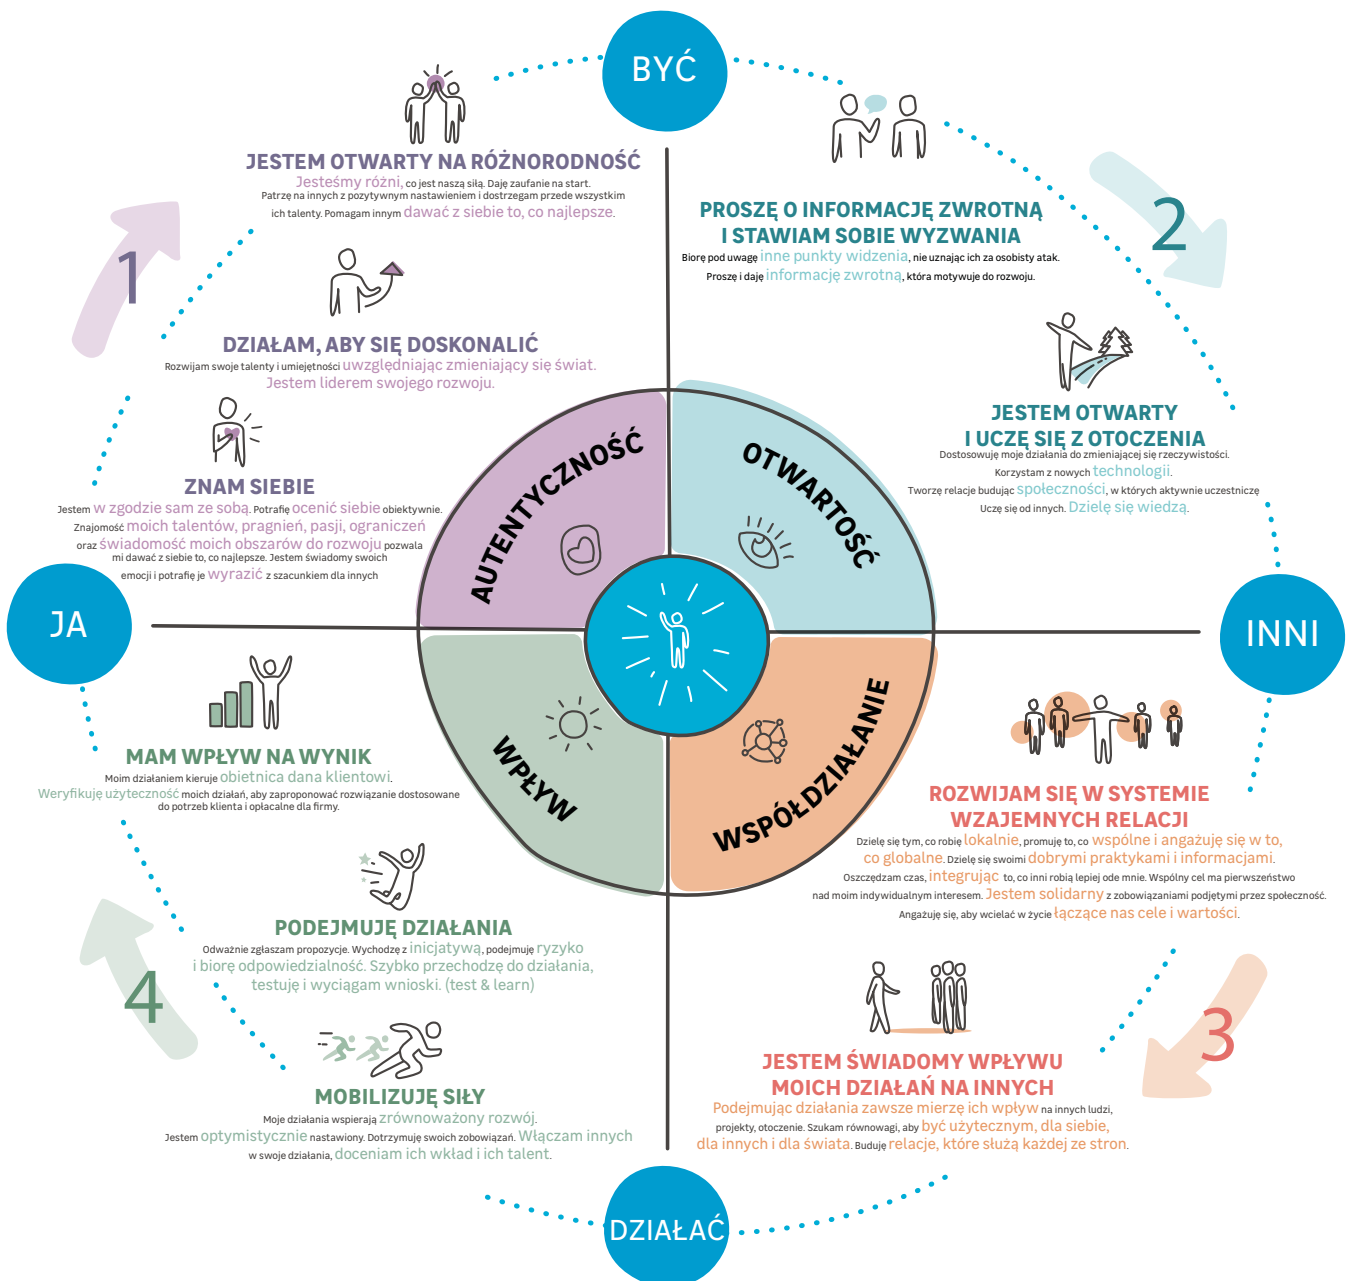 BYĆ
JESTEM OTWARTY NA RÓŻNORODNOŚĆ
Jesteśmy różni, co jest naszą siłą. Daję zaufanie na start.
Patrzę na innych z pozytywnym nastawieniem i dostrzegam przede wszystkim
ich talenty. Pomagam innym dawać z siebie to, co najlepsze.
1
DZIAŁAM, ABY SIĘ DOSKONALIĆ
Rozwijam swoje talenty i umiejętności uwzględniając zmieniający się świat.
Jestem liderem swojego rozwoju.
ZNAM SIEBIE
Jestem w zgodzie sam ze sobą. Potrafię ocenić siebie obiektywnie.
Znajomość moich talentów, pragnień, pasji, ograniczeń
oraz świadomość moich obszarów do rozwoju pozwala
mi dawać z siebie to, co najlepsze. Jestem świadomy swoich
emocji i potrafię je wyrazić z szacunkiem dla innych
PROSZĘ O INFORMACJĘ ZWROTNĄ
I STAWIAM SOBIE WYZWANIA
Biorę pod uwagę inne punkty widzenia, nie uznając ich za osobisty atak.
Proszę i daję informację zwrotną, która motywuje do rozwoju.
2
JESTEM OTWARTY
I UCZĘ SIĘ Z OTOCZENIA
Dostosowuję moje działania do zmieniającej się rzeczywistości.
Korzystam z nowych technologii.
Tworzę relacje budując społeczności, w których aktywnie uczestniczę
Uczę się od innych. Dzielę się wiedzą.
AUTENTYCZNOŚĆ
OTWARTOŚĆ
JA
INNI
WPŁYW
WSPÓŁDZIAŁANIE
MAM WPŁYW NA WYNIK
Moim działaniem kieruje obietnica dana klientowi.
Weryfikuję użyteczność moich działań, aby zaproponować rozwiązanie dostosowane
do potrzeb klienta i opłacalne dla firmy.
PODEJMUJĘ DZIAŁANIA
Odważnie zgłaszam propozycje. Wychodzę z inicjatywą, podejmuję ryzyko
i biorę odpowiedzialność. Szybko przechodzę do działania,
testuję i wyciągam wnioski. (test & learn)
4
MOBILIZUJĘ SIŁY
Moje działania wspierają zrównoważony rozwój.
Jestem optymistycznie nastawiony. Dotrzymuję swoich zobowiązań. Włączam innych
w swoje działania, doceniam ich wkład i ich talent.
ROZWIJAM SIĘ W SYSTEMIE
WZAJEMNYCH RELACJI
Dzielę się tym, co robię lokalnie, promuję to, co wspólne i angażuję się w to,
co globalne. Dzielę się swoimi dobrymi praktykami i informacjami.
Oszczędzam czas, integrując to, co inni robią lepiej ode mnie. Wspólny cel ma pierwszeństwo
nad moim indywidualnym interesem. Jestem solidarny z zobowiązaniami podjętymi przez społeczność.
Angażuję się, aby wcielać w życie łączące nas cele i wartości.
3
JESTEM ŚWIADOMY WPŁYWU
MOICH DZIAŁAŃ NA INNYCH
Podejmując działania zawsze mierzę ich wpływ na innych ludzi,
projekty, otoczenie. Szukam równowagi, aby być użytecznym, dla siebie,
dla innych i dla świata. Buduję relacje, które służą każdej ze stron.
DZIAŁAĆ